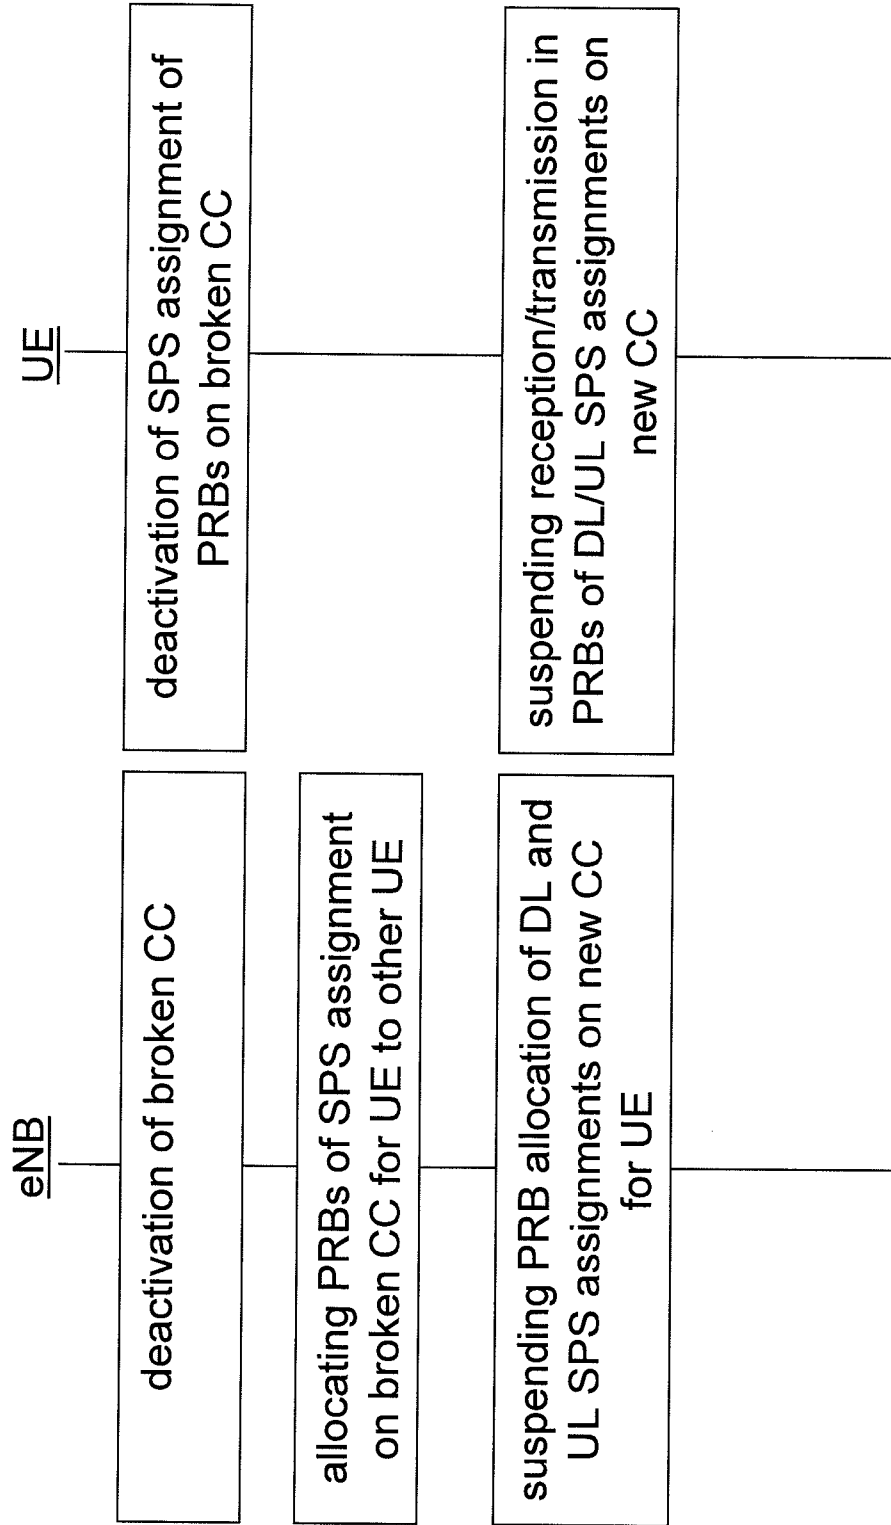 eNB
UE
deactivation of broken CC
deactivation of SPS assignment of
PRBs on broken CC
allocating PRBs of SPS assignment
on broken CC for UE to other UE
suspending PRB allocation of DL and
UL SPS assignments on new CC
for UE
suspending reception/transmission in
PRBs of DL/UL SPS assignments on
new CC